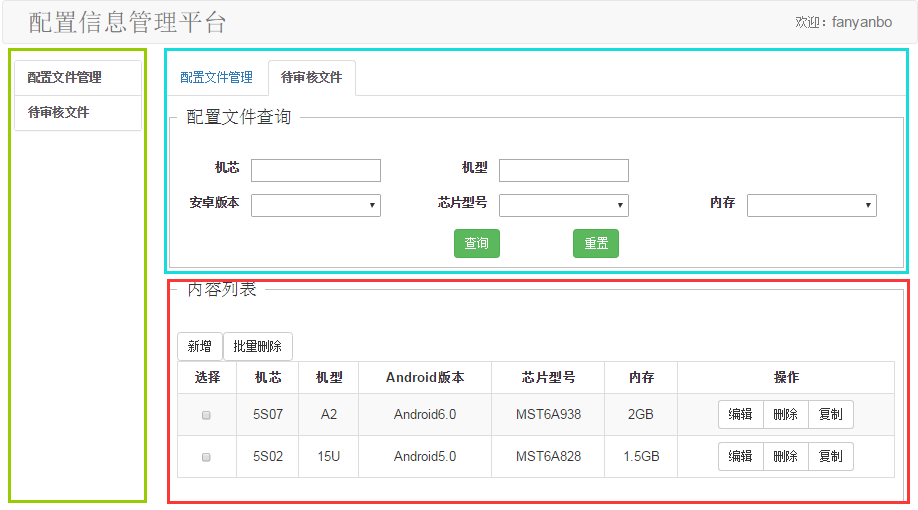 配置信息管理平台 欢迎：fanyanbo
配置文件管理
待审核文件
配置文件管理 待审核文件
配置文件查询
机芯 机型
安卓版本 芯片型号 内存
查询 重置
内容列表
新增 批量删除
选择 机芯 机型 Android版本 芯片型号 内存 操作
5S07 A2 Android6.0 MST6A938 2GB 编辑 删除 复制
5S02 15U Android5.0 MST6A828 1.5GB 编辑 删除 复制